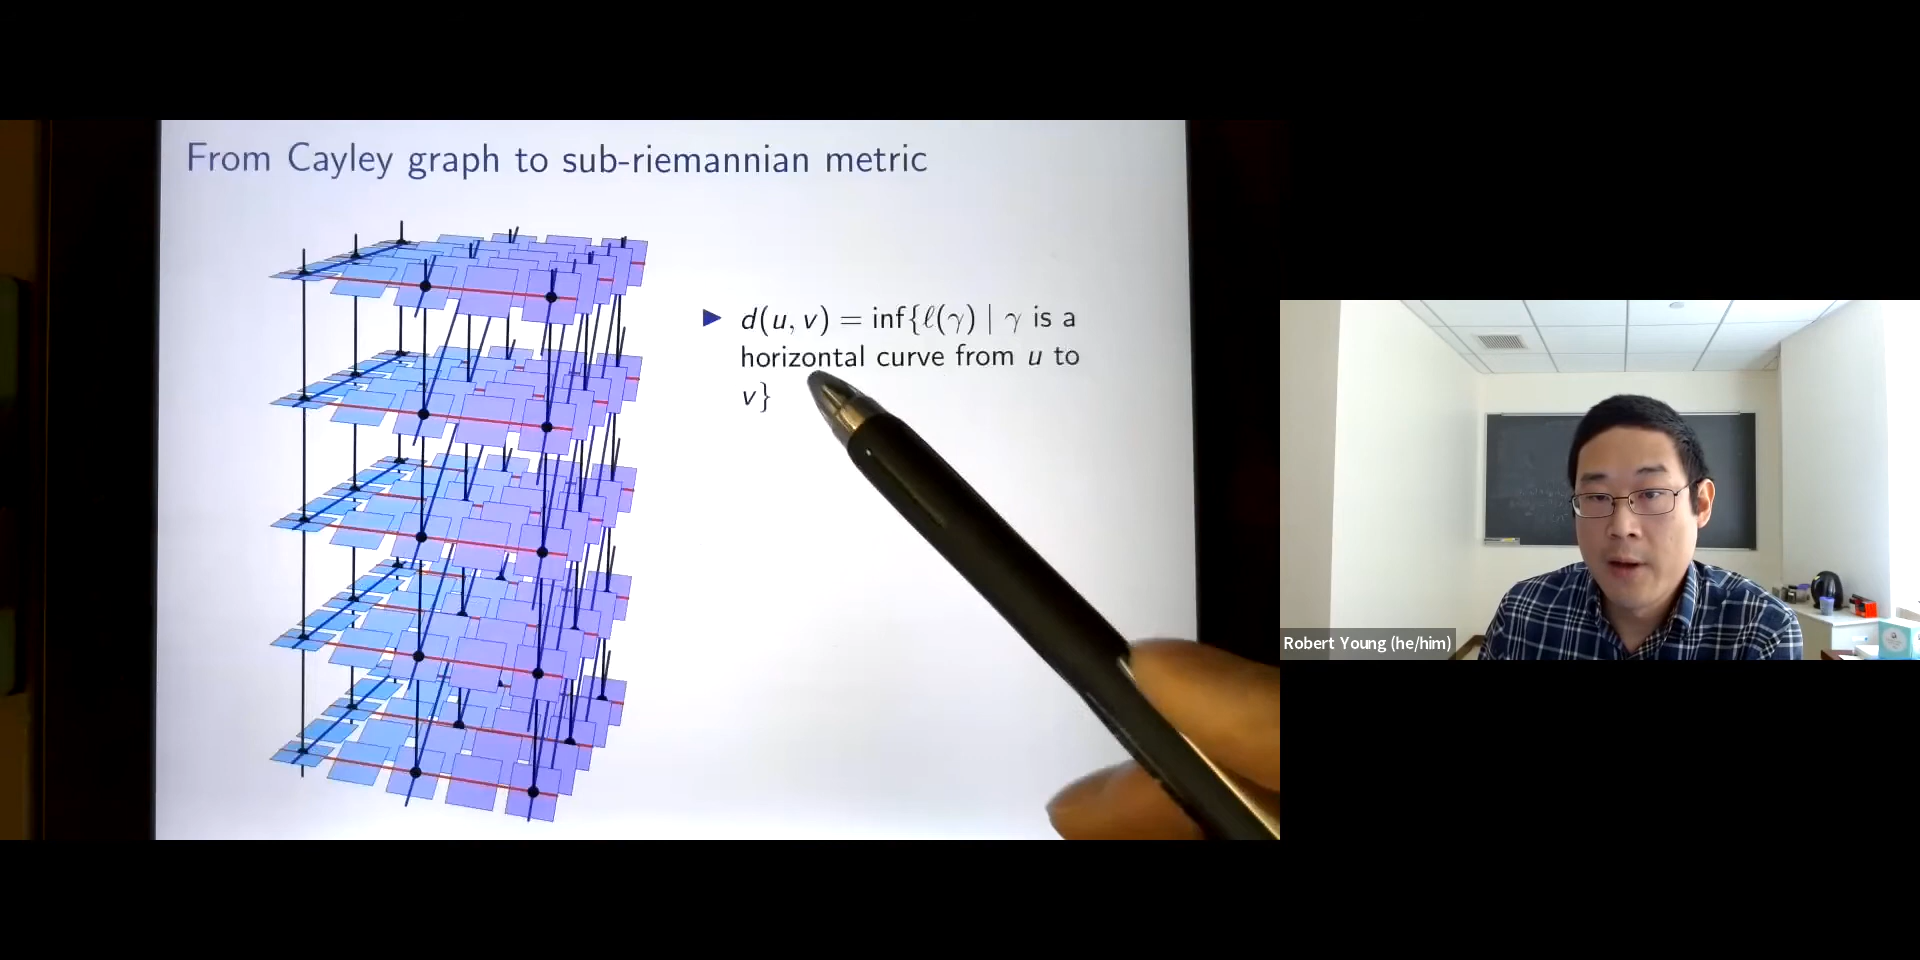 From Cayley graph to sub-riemannian metric
▶ d(u, v) = inf{ℓ(γ) | γ is a
horizontal curve from u to
v}
Robert Young (he/him)